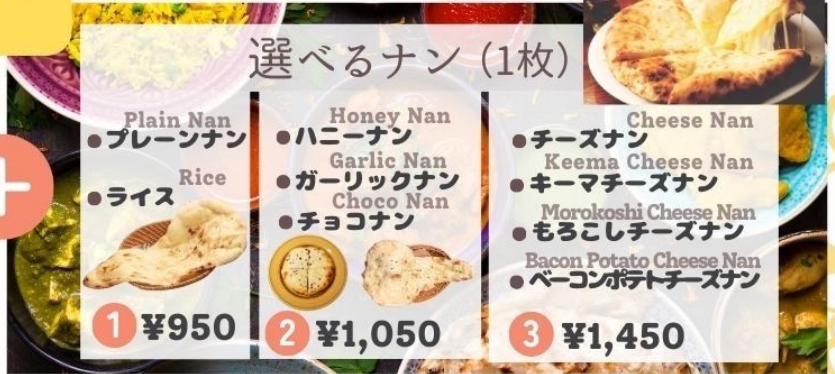 選べるナン (1枚)
Plain Nan
●プレーンナン
Rice
●ライス
1 ¥950
Honey Nan
●ハニーナン
Garlic Nan
●ガーリックナン
Choco Nan
●チョコナン
2 ¥1,050
Cheese Nan
●チーズナン
Keema Cheese Nan
●キーマチーズナン
Morokoshi Cheese Nan
●もろこしチーズナン
Bacon Potato Cheese Nan
●ベーコンポテトチーズナン
3 ¥1,450